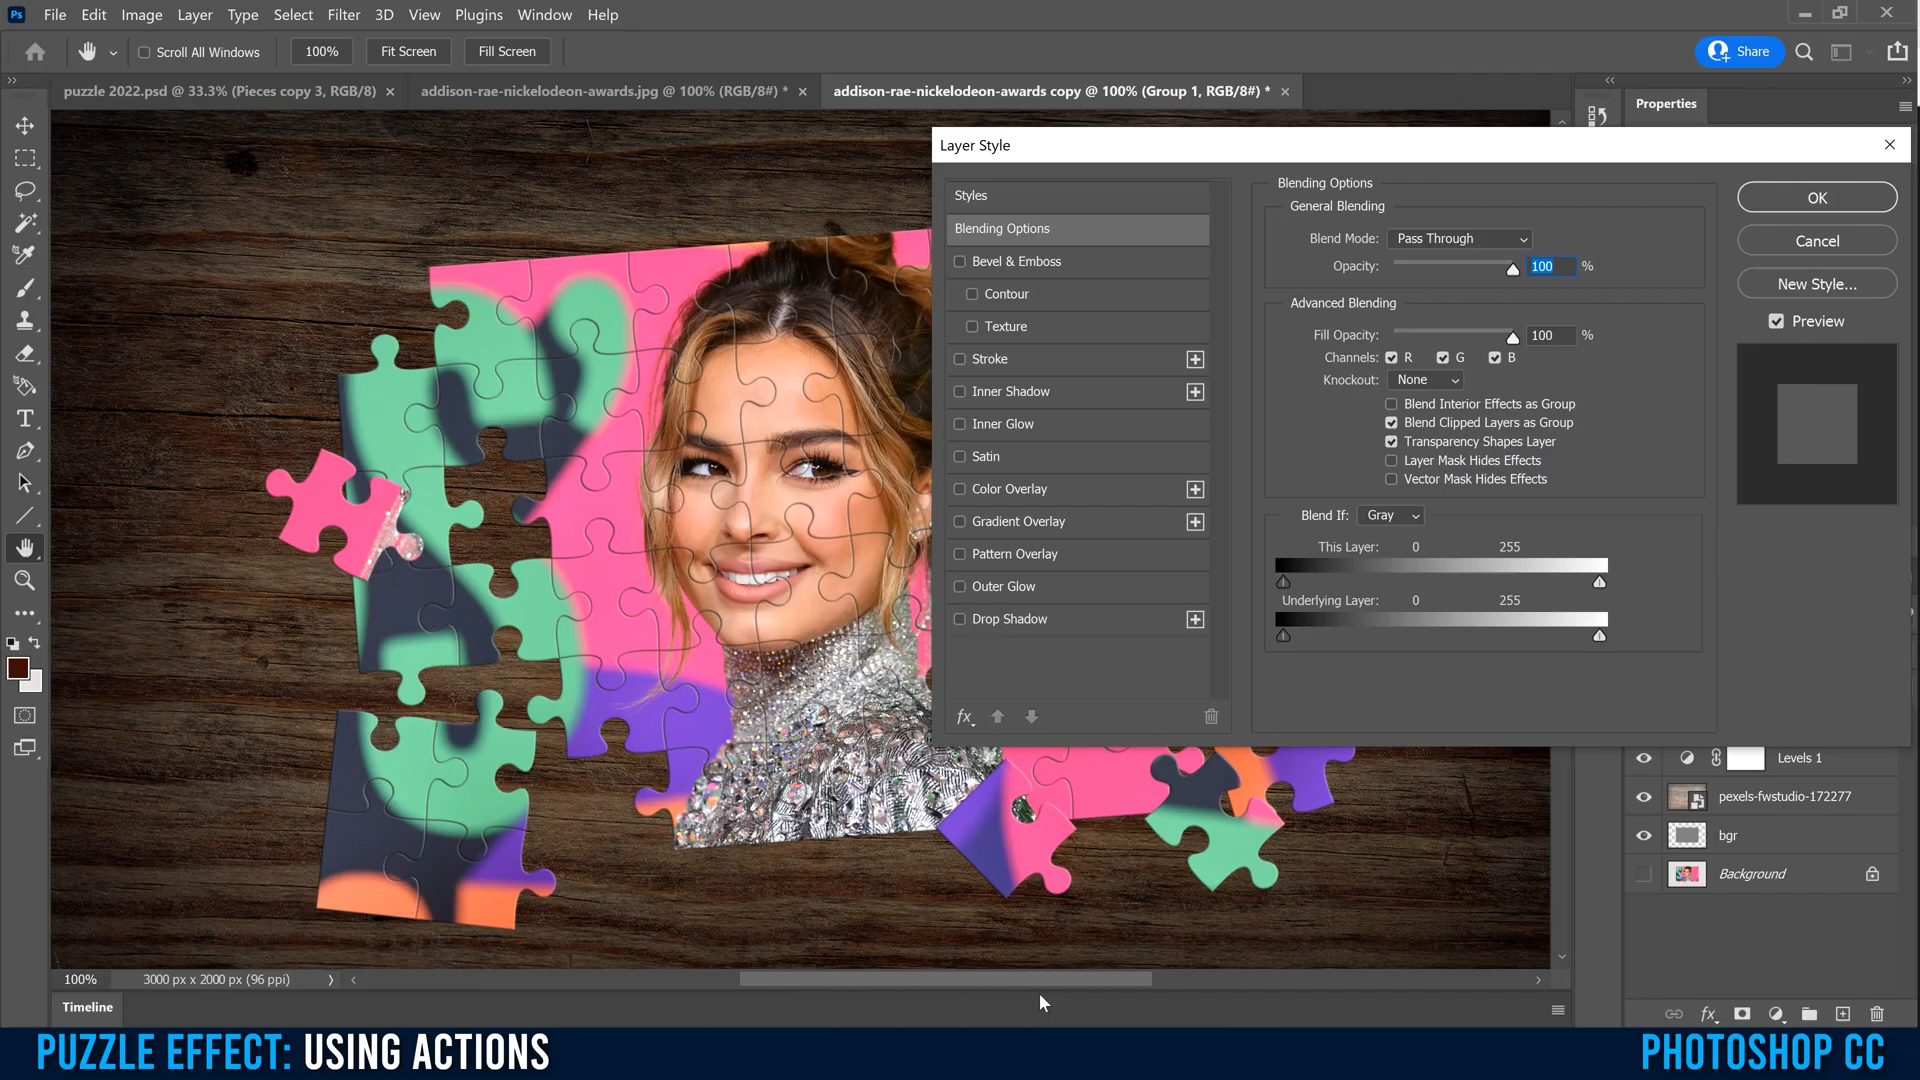 Ps File Edit Image Layer Type Select Filter 3D View Plugins Window Help
Scroll All Windows 100% Fit Screen Fill Screen Share
puzzle 2022.psd @ 33.3% (Pieces copy 3, RGB/8) × addison-rae-nickelodeon-awards.jpg @ 100% (RGB/8#) * × addison-rae-nickelodeon-awards copy @ 100% (Group 1, RGB/8#) * ×
Properties
Layer Style
Styles
Blending Options
Bevel & Emboss
Contour
Texture
Stroke
Inner Shadow
Inner Glow
Satin
Color Overlay
Gradient Overlay
Pattern Overlay
Outer Glow
Drop Shadow
fx
Blending Options
General Blending
Blend Mode: Pass Through
Opacity: 100 %
Advanced Blending
Fill Opacity: 100 %
Channels: R G B
Knockout: None
Blend Interior Effects as Group
Blend Clipped Layers as Group
Transparency Shapes Layer
Layer Mask Hides Effects
Vector Mask Hides Effects
Blend If: Gray
This Layer: 0 255
Underlying Layer: 0 255
OK
Cancel
New Style...
Preview
Levels 1
pexels-fwstudio-172277
bgr
Background
fx
100% 3000 px x 2000 px (96 ppi)
Timeline
PUZZLE EFFECT: USING ACTIONS
PHOTOSHOP CC